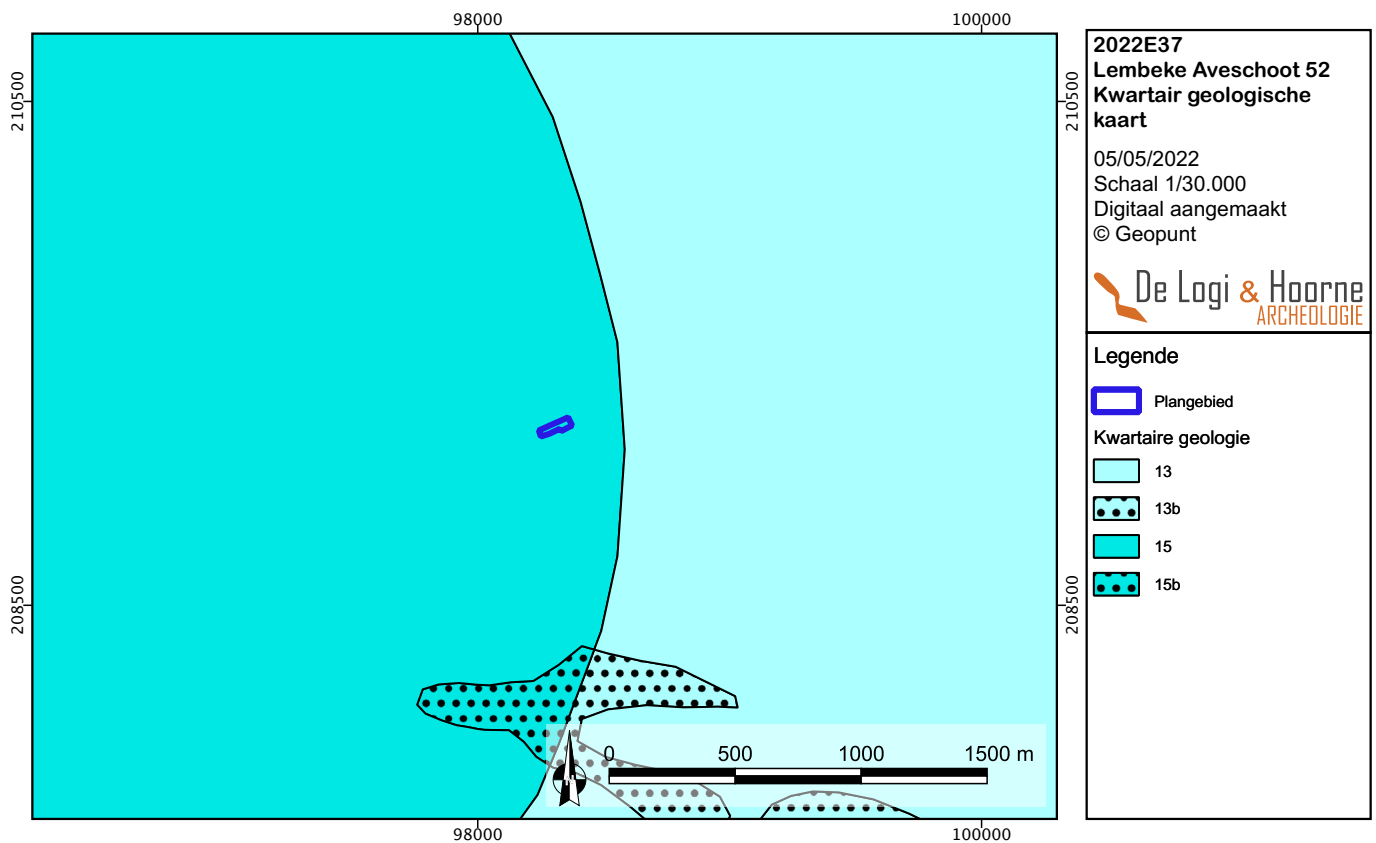 98000
100000
210500
210500
208500
208500
0
500
1000
1500 m
98000
100000
2022E37
Lembeke Aveschoot 52
Kwartair geologische
kaart
05/05/2022
Schaal 1/30.000
Digitaal aangemaakt
© Geopunt
De Logi & Hoorne
ARCHEOLOGIE
Legende
Plangebied
Kwartaire geologie
13
13b
15
15b